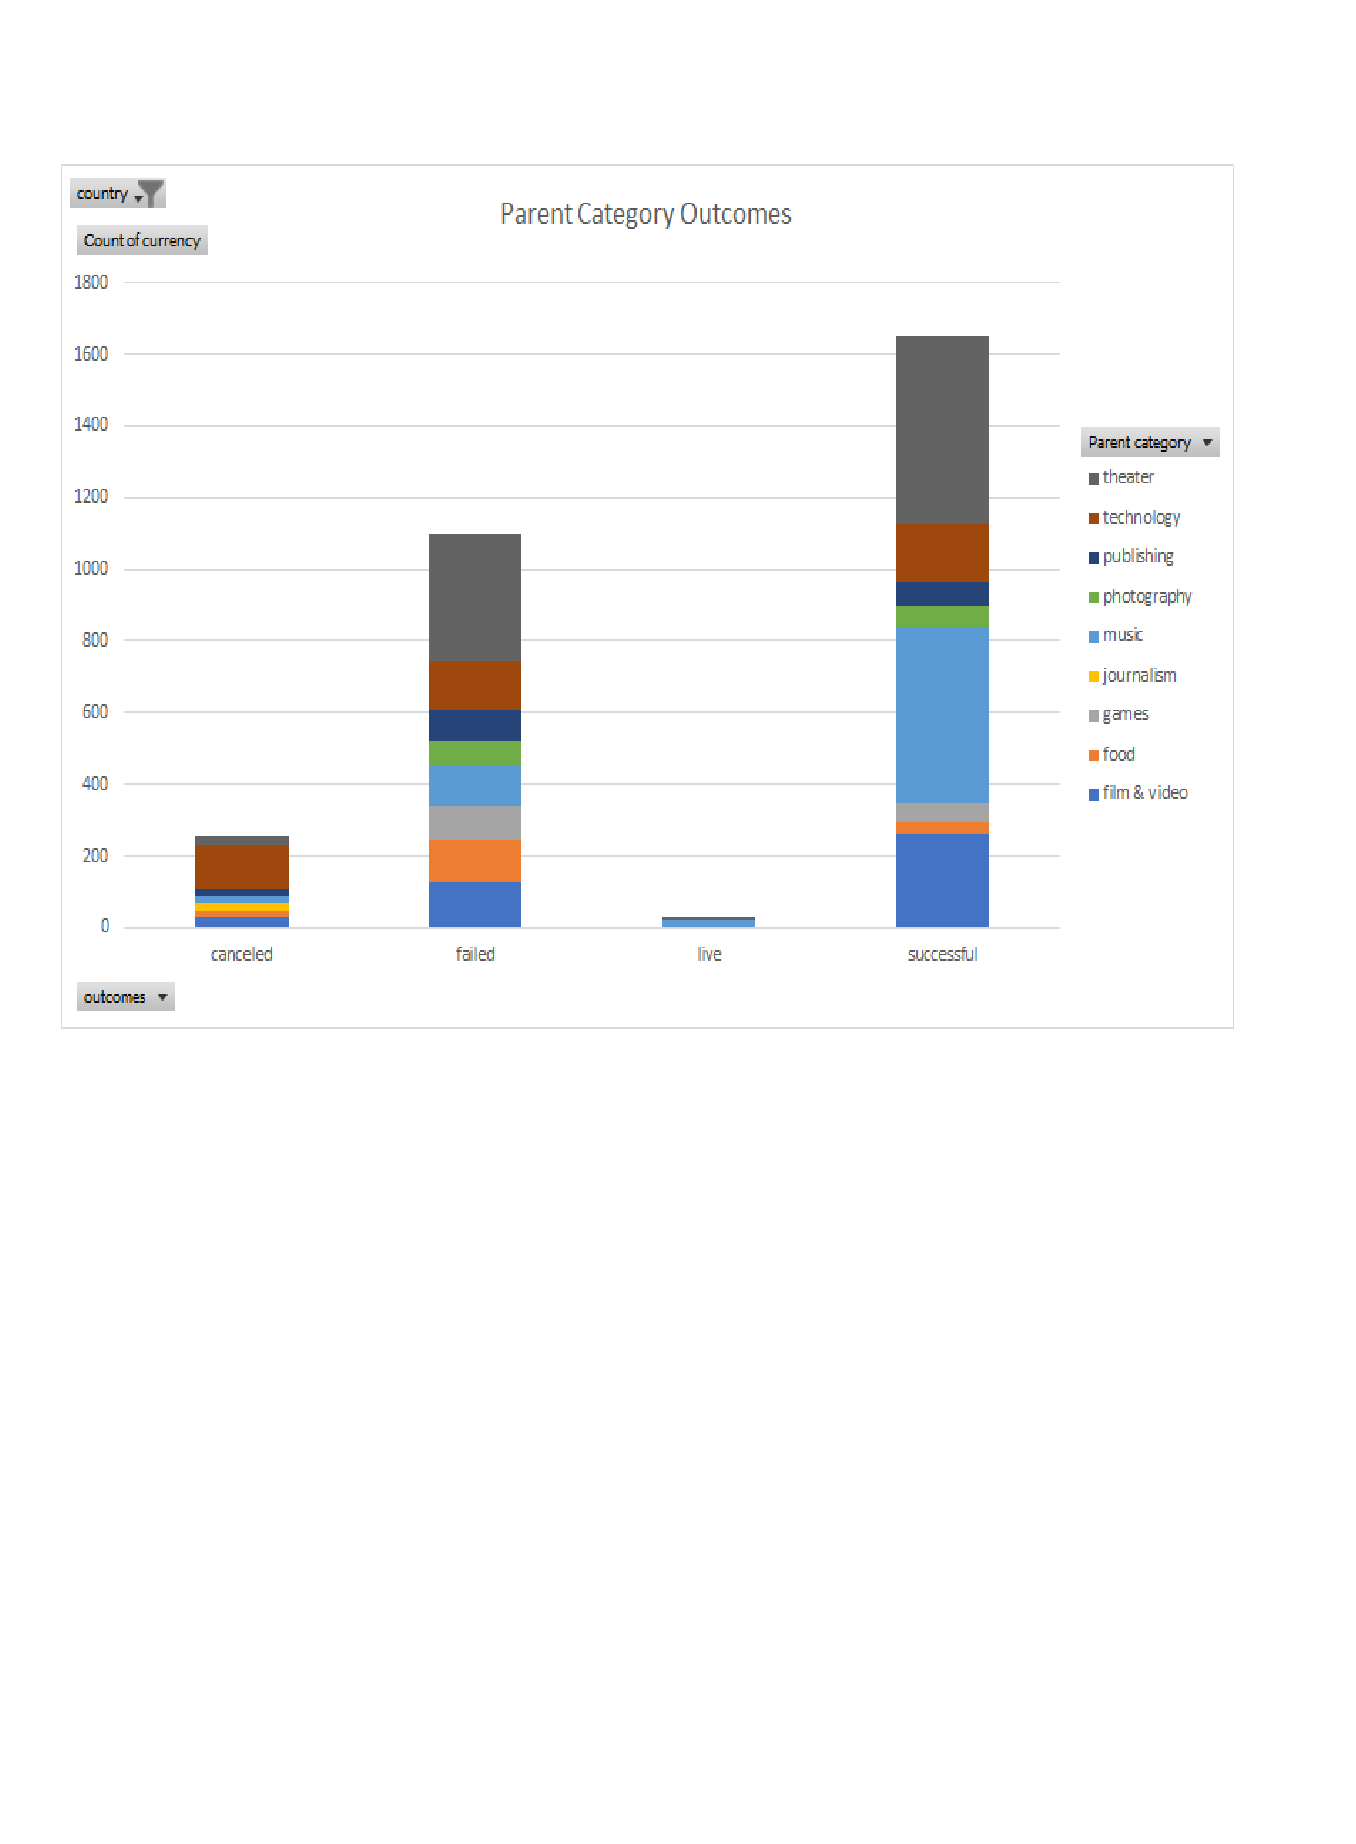 country
Parent Category Outcomes
Count of currency
1800
1600
1400
1200
1000
800
600
400
200
0
canceled
failed
live
successful
outcomes
Parent category
theater
technology
publishing
photography
music
journalism
games
food
film & video